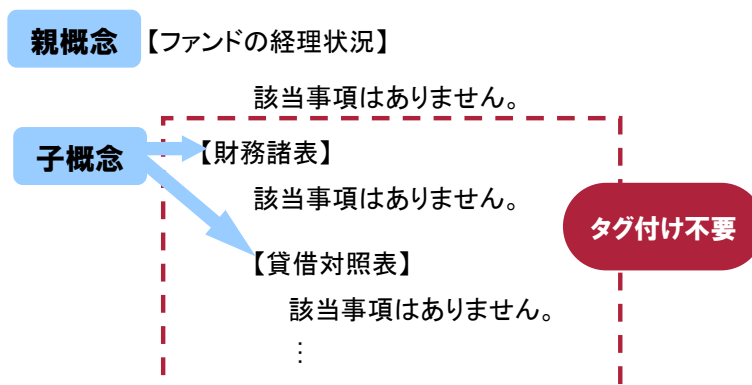 親概念 【ファンドの経理状況】
該当事項はありません。
子概念 【財務諸表】
該当事項はありません。
タグ付け不要
【貸借対照表】
該当事項はありません。
⋮